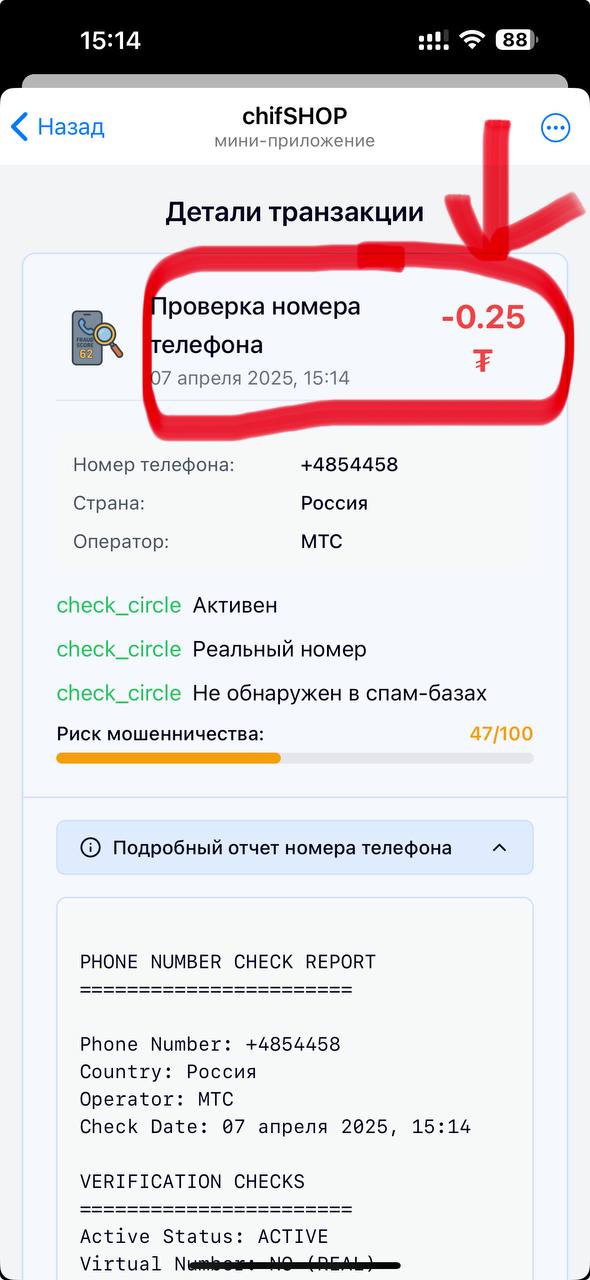 15:14
88
Назад
chifSHOP
мини-приложение
Детали транзакции
FRAUD
SCORE
62
Проверка номера
телефона
07 апреля 2025, 15:14
-0.25
₮
Номер телефона: +4854458
Страна: Россия
Оператор: МТС
check_circle Активен
check_circle Реальный номер
check_circle Не обнаружен в спам-базах
Риск мошенничества: 47/100
Подробный отчет номера телефона
PHONE NUMBER CHECK REPORT
=======================
Phone Number: +4854458
Country: Россия
Operator: МТС
Check Date: 07 апреля 2025, 15:14
VERIFICATION CHECKS
=======================
Active Status: ACTIVE
Virtual Number: NO (REAL)